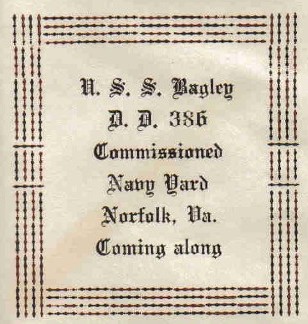 U. S. S. Bagley
D. D. 386
Commissioned
Navy Yard
Norfolk, Va.
Coming along